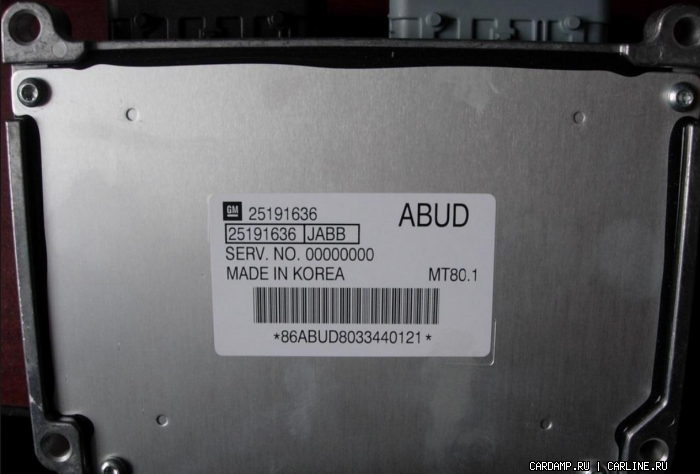 GM 25191636 ABUD
25191636 JABB
SERV. NO. 00000000
MADE IN KOREA MT80.1
*86ABUD8033440121*
CARDAMP.RU | CARLINE.RU